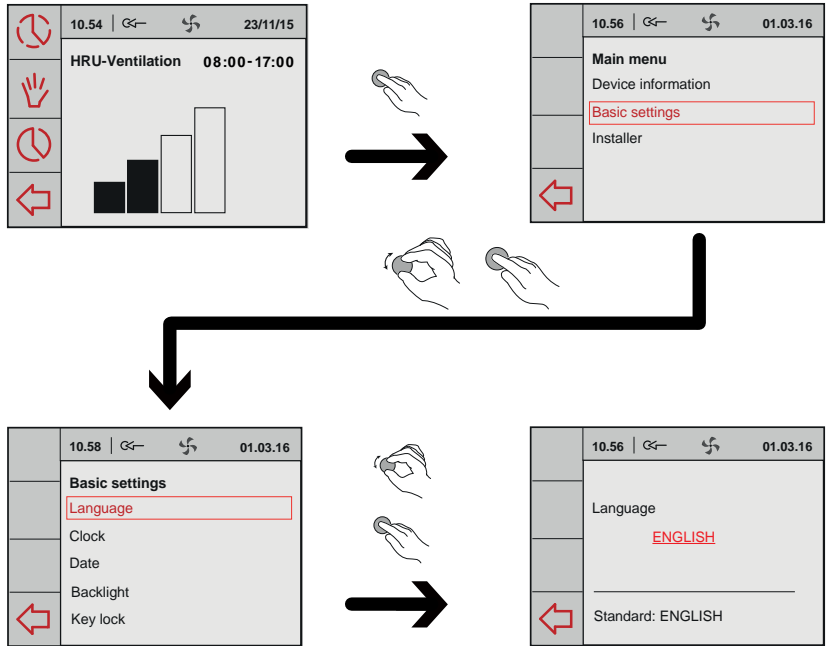 10.54 23/11/15
HRU-Ventilation 08:00-17:00
10.56 01.03.16
Main menu
Device information
Basic settings
Installer
10.58 01.03.16
Basic settings
Language
Clock
Date
Backlight
Key lock
10.56 01.03.16
Language
ENGLISH
Standard: ENGLISH